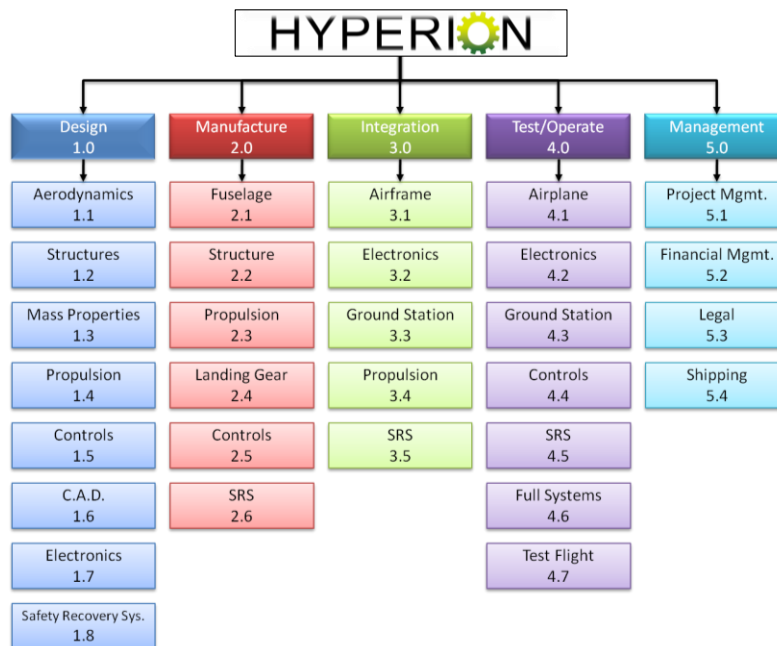 HYPERION
Design
1.0
Aerodynamics
1.1
Structures
1.2
Mass Properties
1.3
Propulsion
1.4
Controls
1.5
C.A.D.
1.6
Electronics
1.7
Safety Recovery Sys.
1.8
Manufacture
2.0
Fuselage
2.1
Structure
2.2
Propulsion
2.3
Landing Gear
2.4
Controls
2.5
SRS
2.6
Integration
3.0
Airframe
3.1
Electronics
3.2
Ground Station
3.3
Propulsion
3.4
SRS
3.5
Test/Operate
4.0
Airplane
4.1
Electronics
4.2
Ground Station
4.3
Controls
4.4
SRS
4.5
Full Systems
4.6
Test Flight
4.7
Management
5.0
Project Mgmt.
5.1
Financial Mgmt.
5.2
Legal
5.3
Shipping
5.4